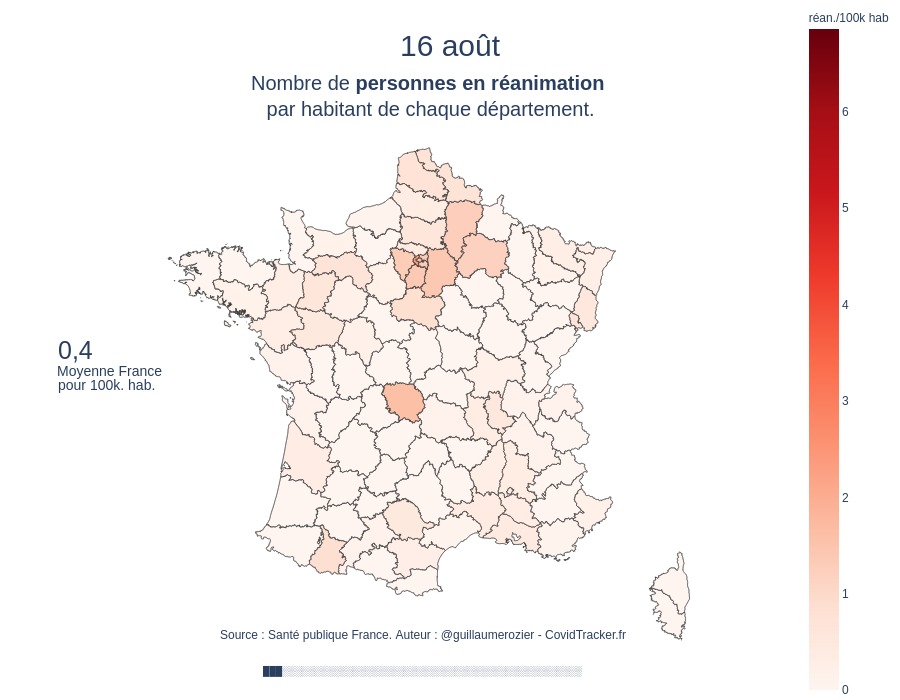 réan./100k hab
16 août
Nombre de personnes en réanimation
par habitant de chaque département.
6
5
4
3
2
1
0
0,4
Moyenne France
pour 100k. hab.
Source : Santé publique France. Auteur : @guillaumerozier - CovidTracker.fr